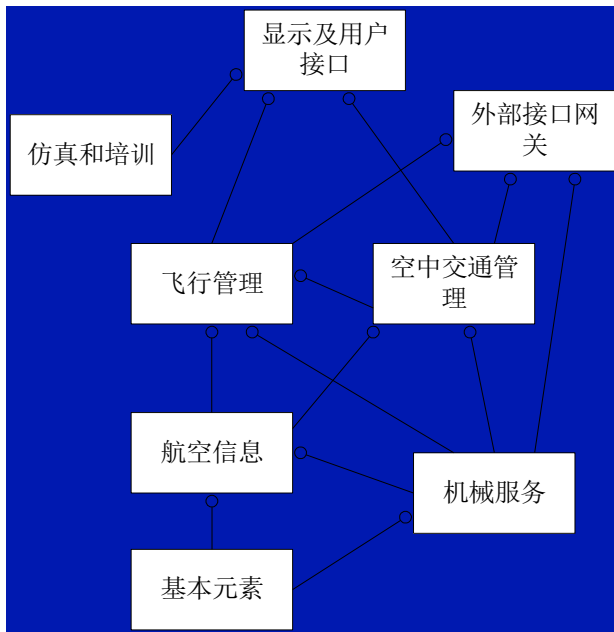 显示及用户
接口
外部接口网
关
仿真和培训
飞行管理
空中交通管
理
航空信息
机械服务
基本元素